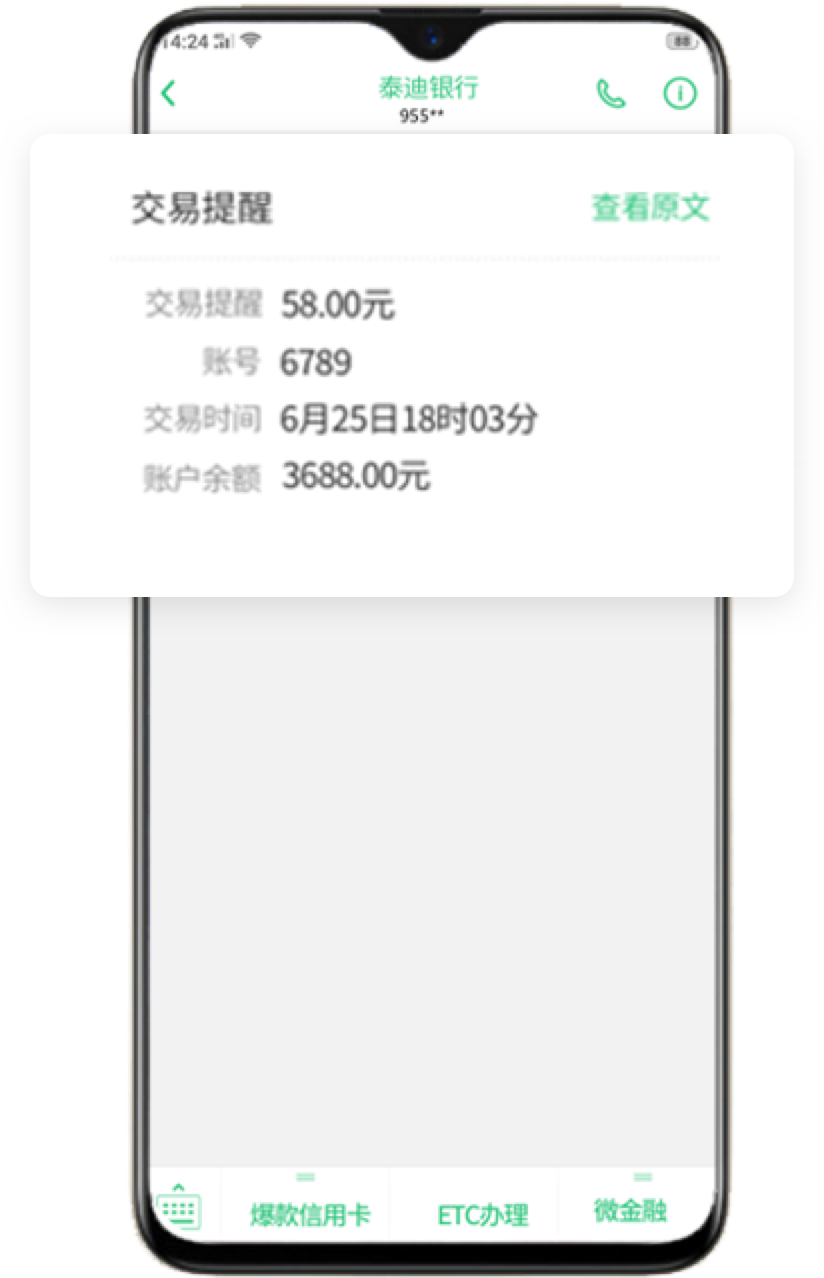 14:24
88
泰迪银行
955**
交易提醒 查看原文
交易提醒 58.00元
账号 6789
交易时间 6月25日18时03分
账户余额 3688.00元
爆款信用卡 ETC办理 微金融